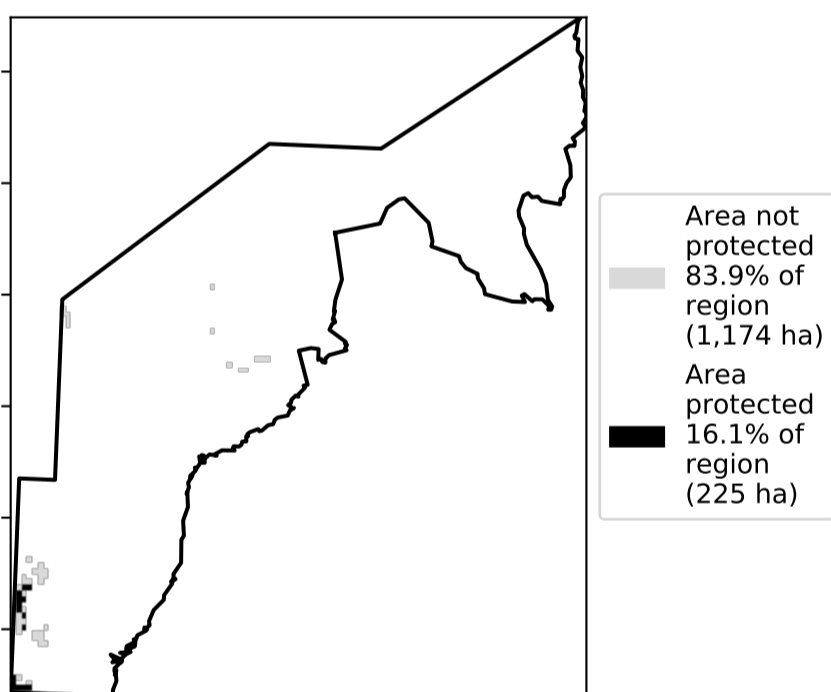 Area not
protected
83.9% of
region
(1,174 ha)
Area
protected
16.1% of
region
(225 ha)